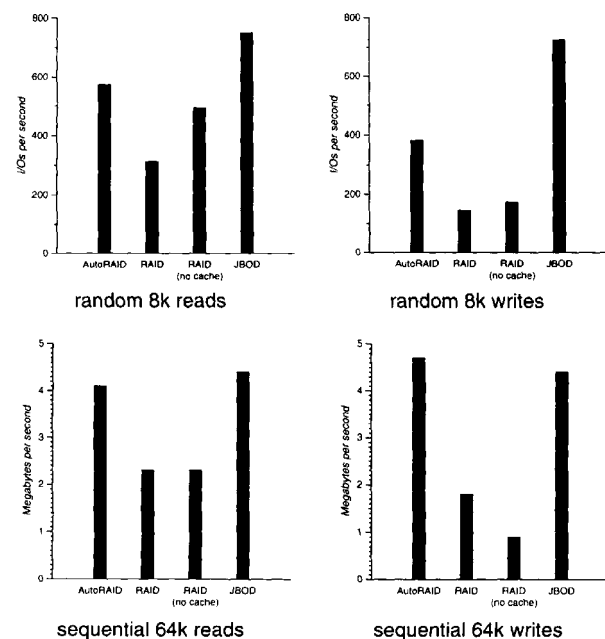 800
600
400
200
0
I/Os per second
AutoRAID RAID RAID JBOD
(no cache)
random 8k reads
800
600
400
200
0
I/Os per second
AutoRAID RAID RAID JBOD
(no cache)
random 8k writes
5
4
3
2
1
0
Megabytes per second
AutoRAID RAID RAID JBOD
(no cache)
sequential 64k reads
5
4
3
2
1
0
Megabytes per second
AutoRAID RAID RAID JBOD
(no cache)
sequential 64k writes